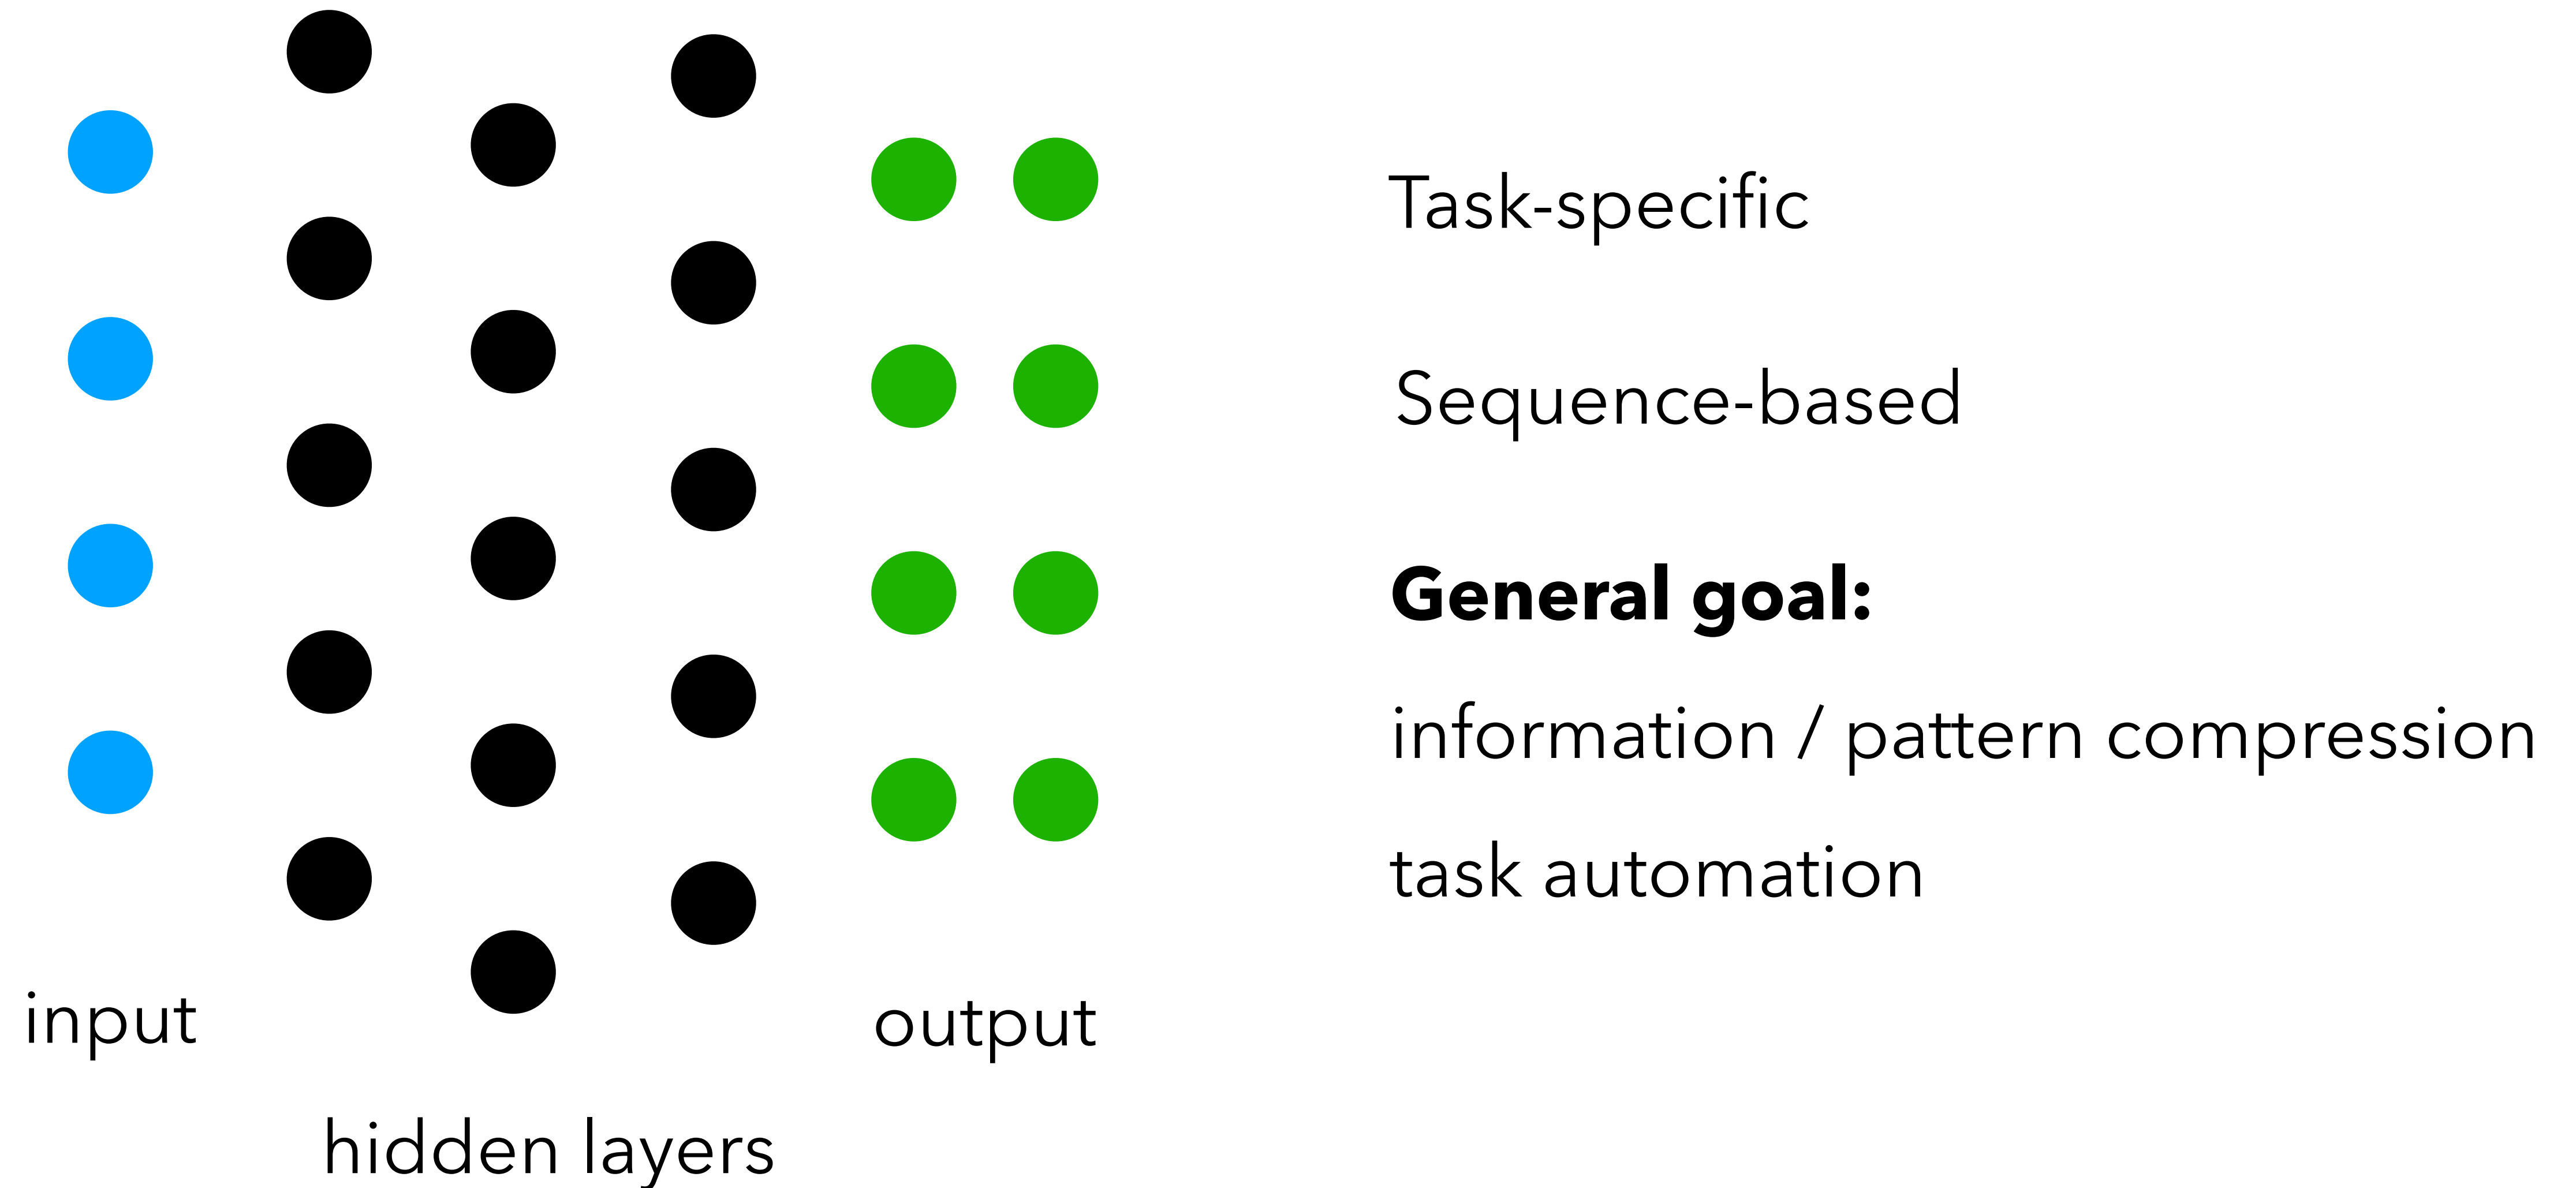 Task-specific
Sequence-based
General goal:
information / pattern compression
task automation
input
output
hidden layers